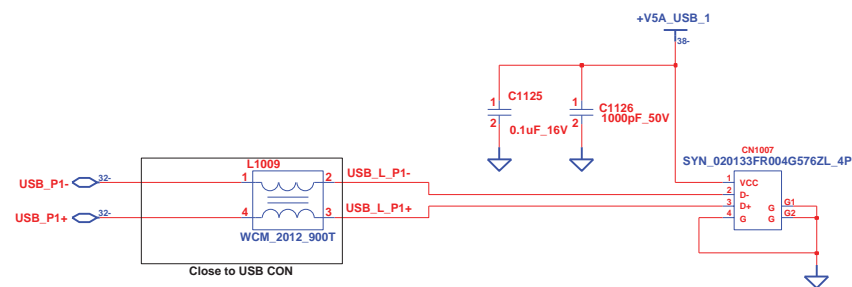 +V5A_USB_1
38-
1
C1125
2
0.1uF_16V
1
C1126
2
1000pF_50V
CN1007
SYN_020133FR004G576ZL_4P
L1009
USB_P1-
32-
1
2
USB_L_P1-
1
VCC
2
D-
3
D+
G
G1
4
G
G
G2
USB_P1+
32-
4
3
USB_L_P1+
WCM_2012_900T
Close to USB CON